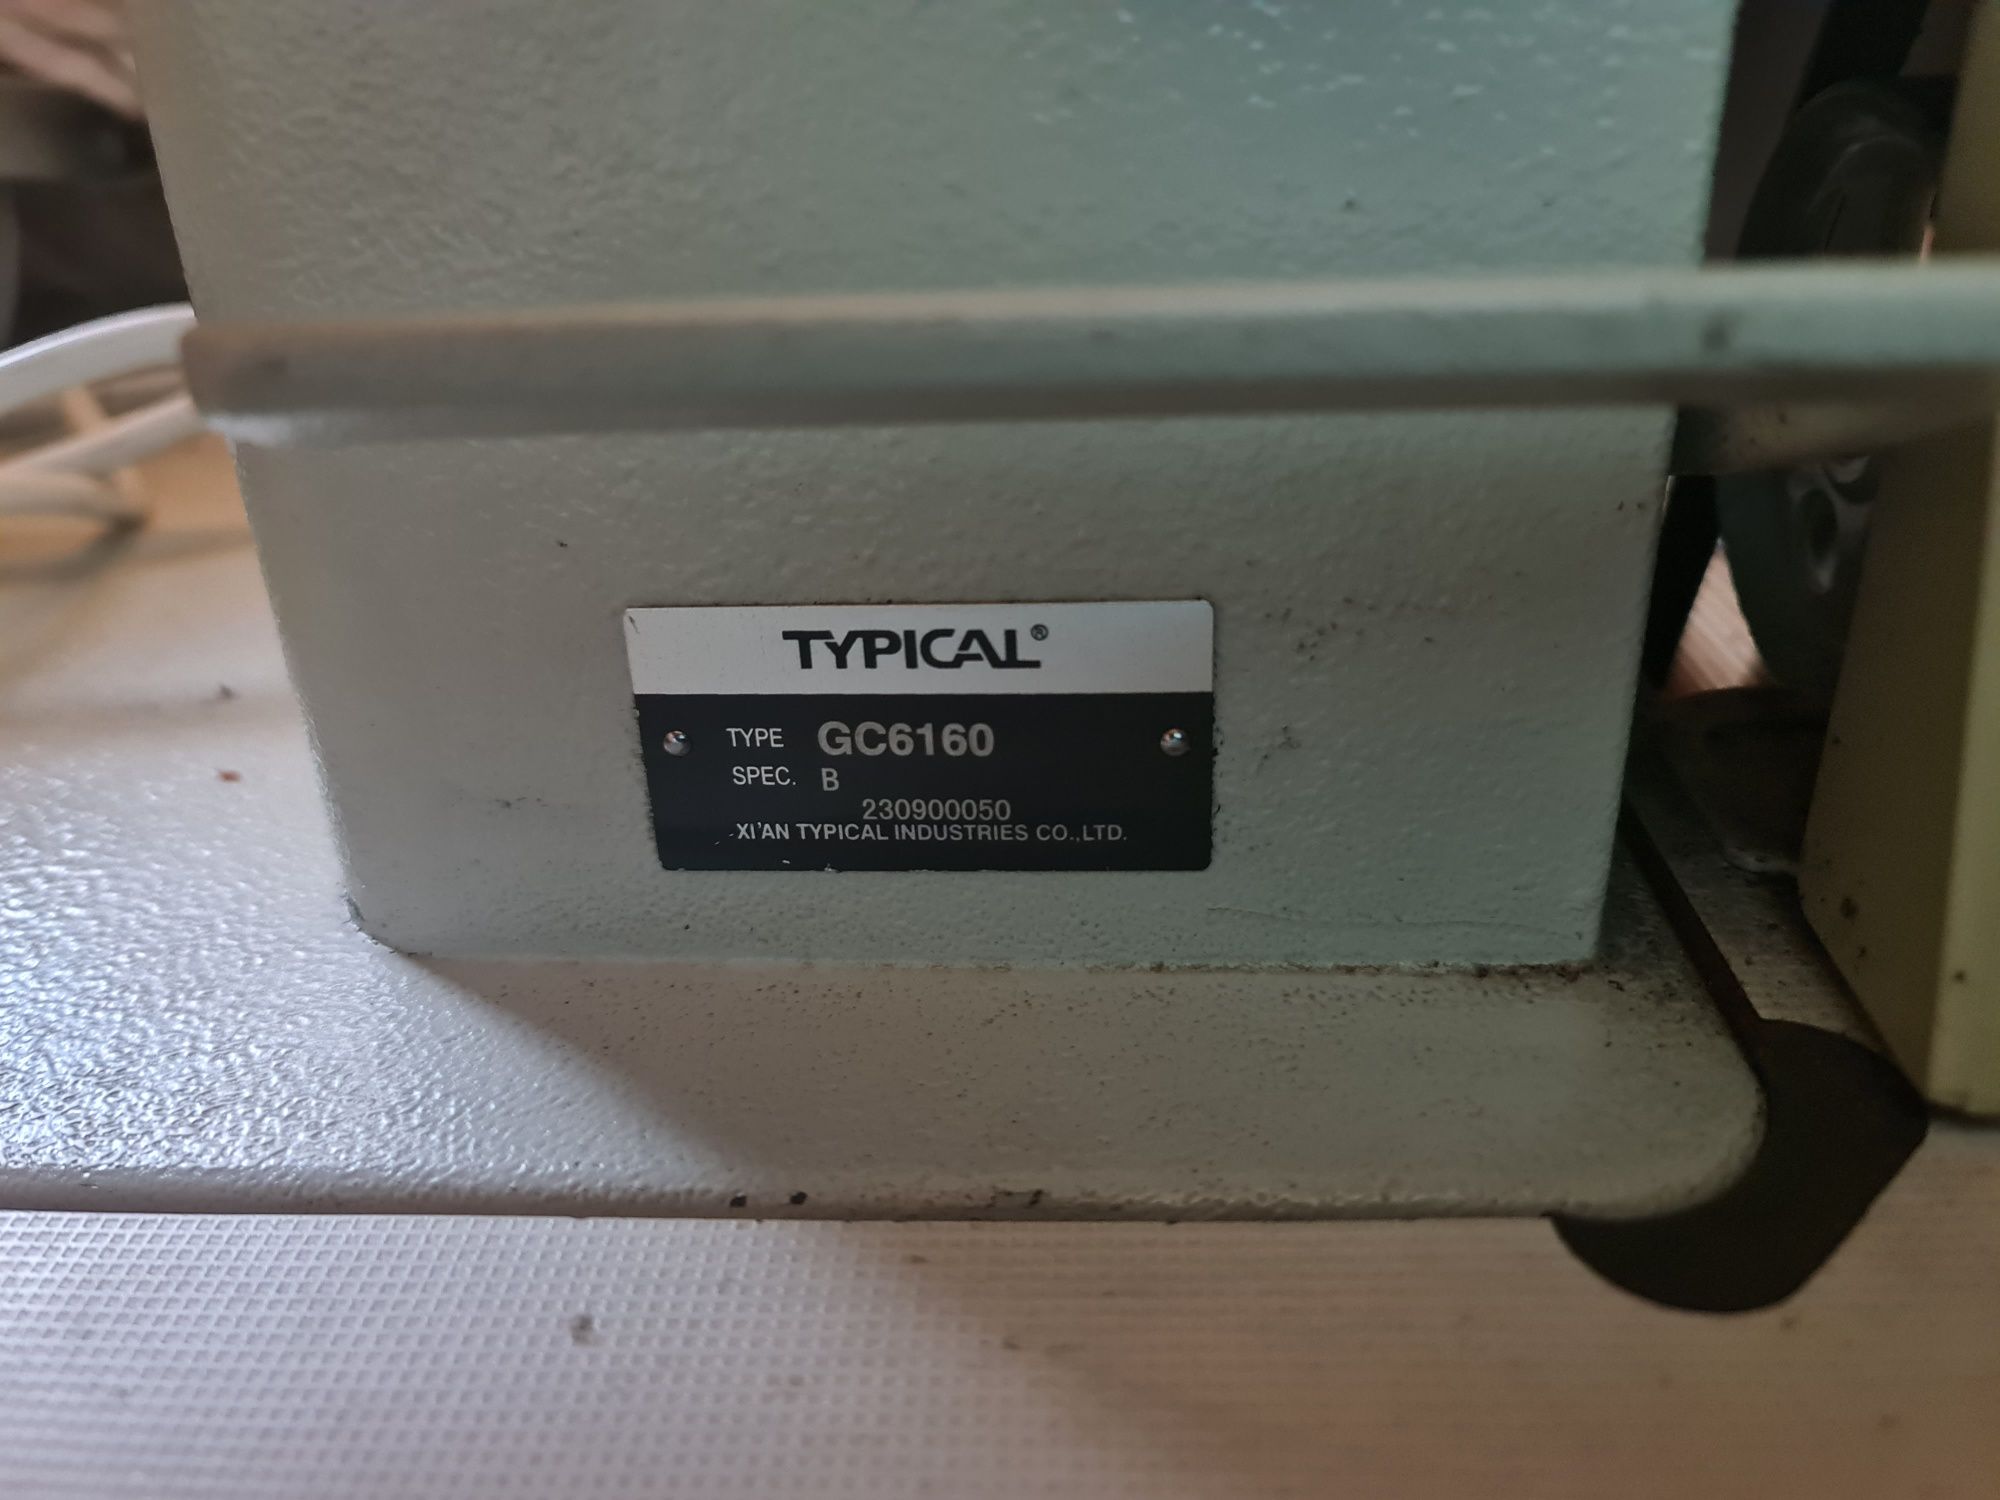 TYPICAL®
TYPE GC6160
SPEC. B
230900050
XI'AN TYPICAL INDUSTRIES CO.,LTD.